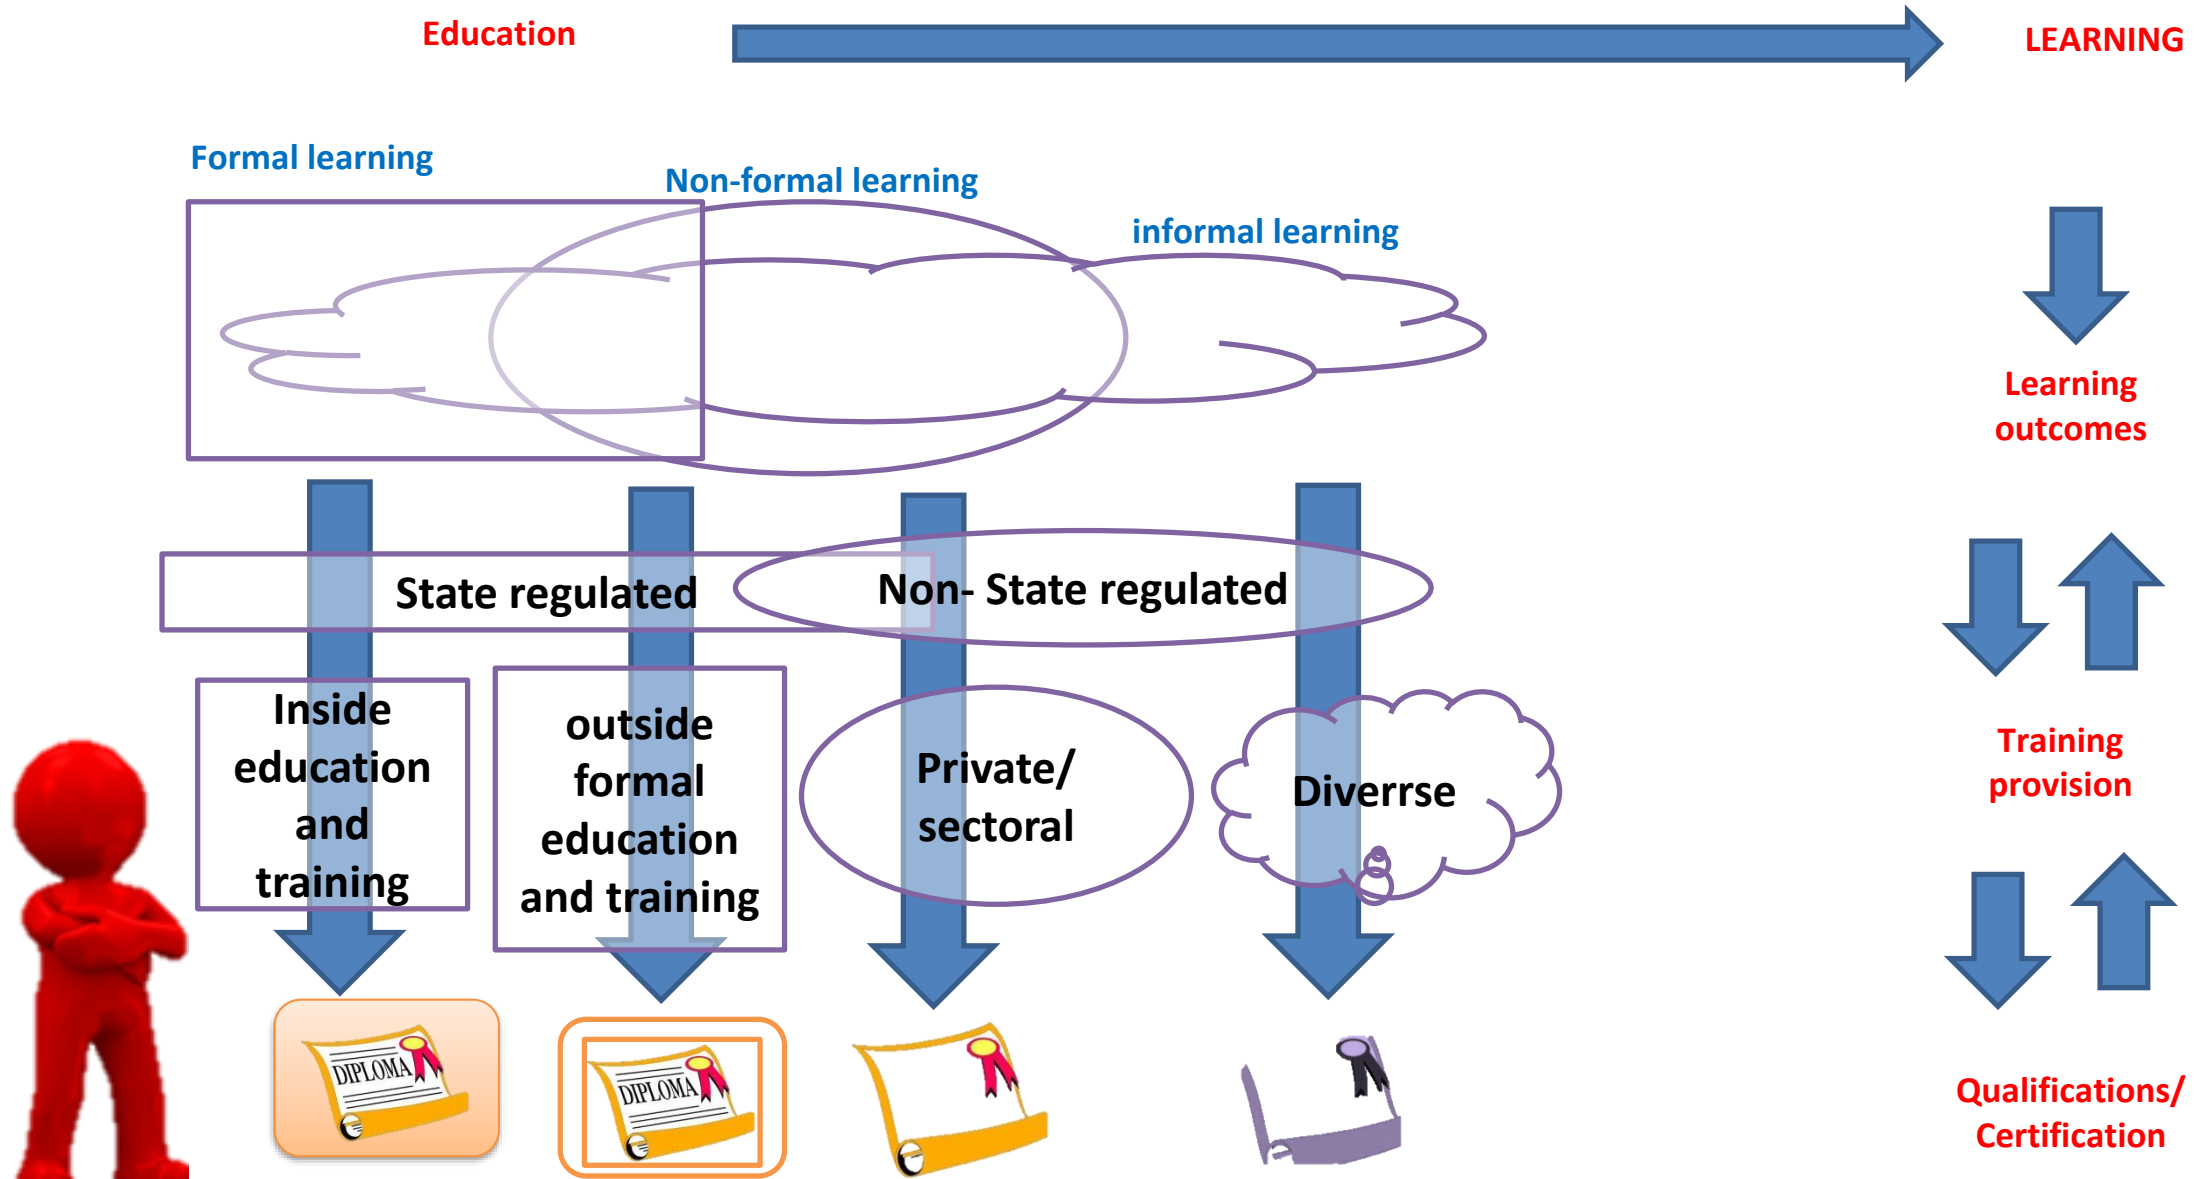 Education
LEARNING
Formal learning
Non-formal learning
informal learning
Learning
outcomes
State regulated
Non- State regulated
Inside
education
and
training
outside
formal
education
and training
Private/
sectoral
Diverrse
Training
provision
DIPLOMA
DIPLOMA
Qualifications/
Certification